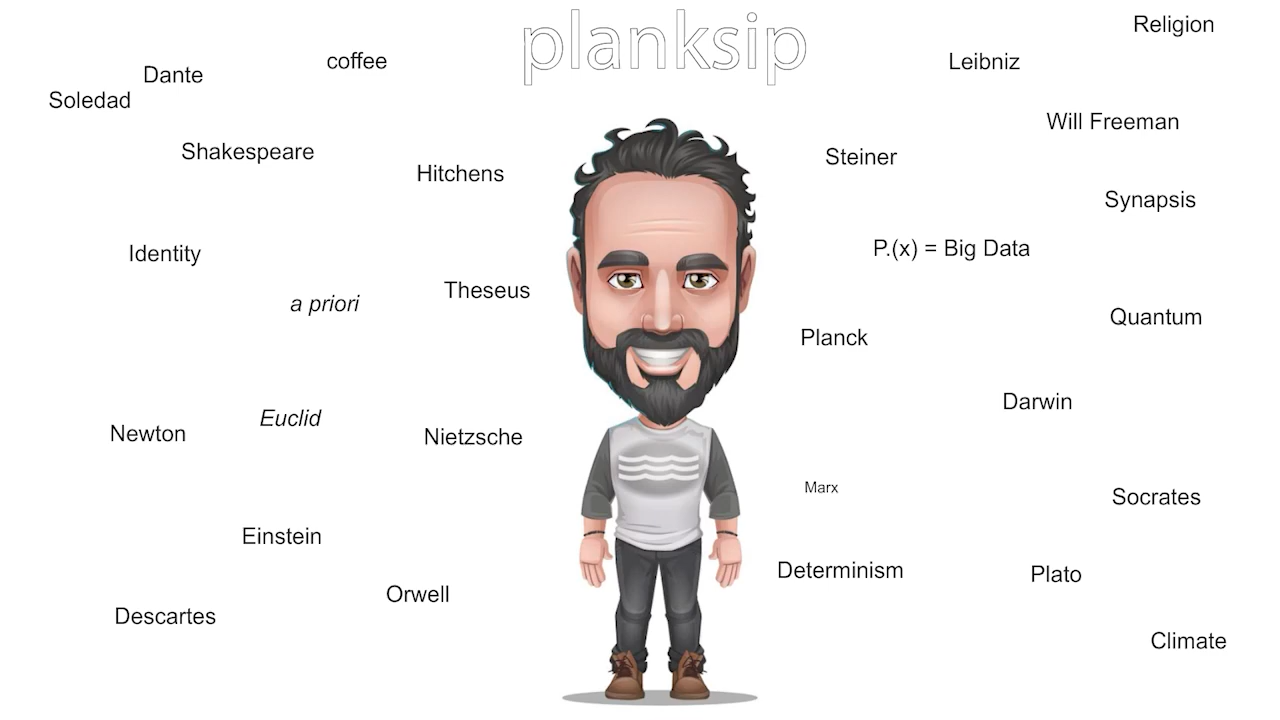 planksip
Religion
coffee
Leibniz
Dante
Soledad
Will Freeman
Shakespeare
Steiner
Hitchens
Synapsis
P.(x) = Big Data
Identity
Theseus
a priori
Quantum
Planck
Darwin
Euclid
Newton
Nietzsche
Marx
Socrates
Einstein
Determinism
Plato
Orwell
Descartes
Climate